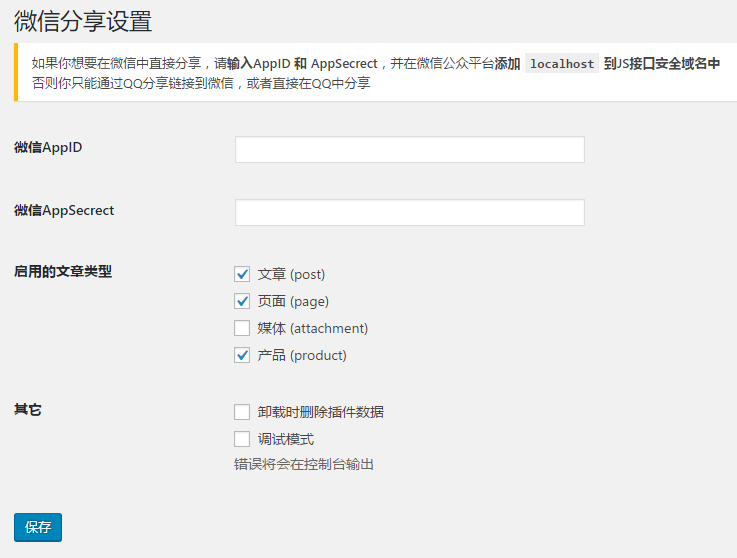 微信分享设置
如果你想要在微信中直接分享，请输入AppID 和 AppSecrect，并在微信公众平台添加 localhost 到JS接口安全域名中
否则你只能通过QQ分享链接到微信，或者直接在QQ中分享
微信AppID
微信AppSecrect
启用的文章类型
文章 (post)
页面 (page)
媒体 (attachment)
产品 (product)
其它
卸载时删除插件数据
调试模式
错误将会在控制台输出
保存